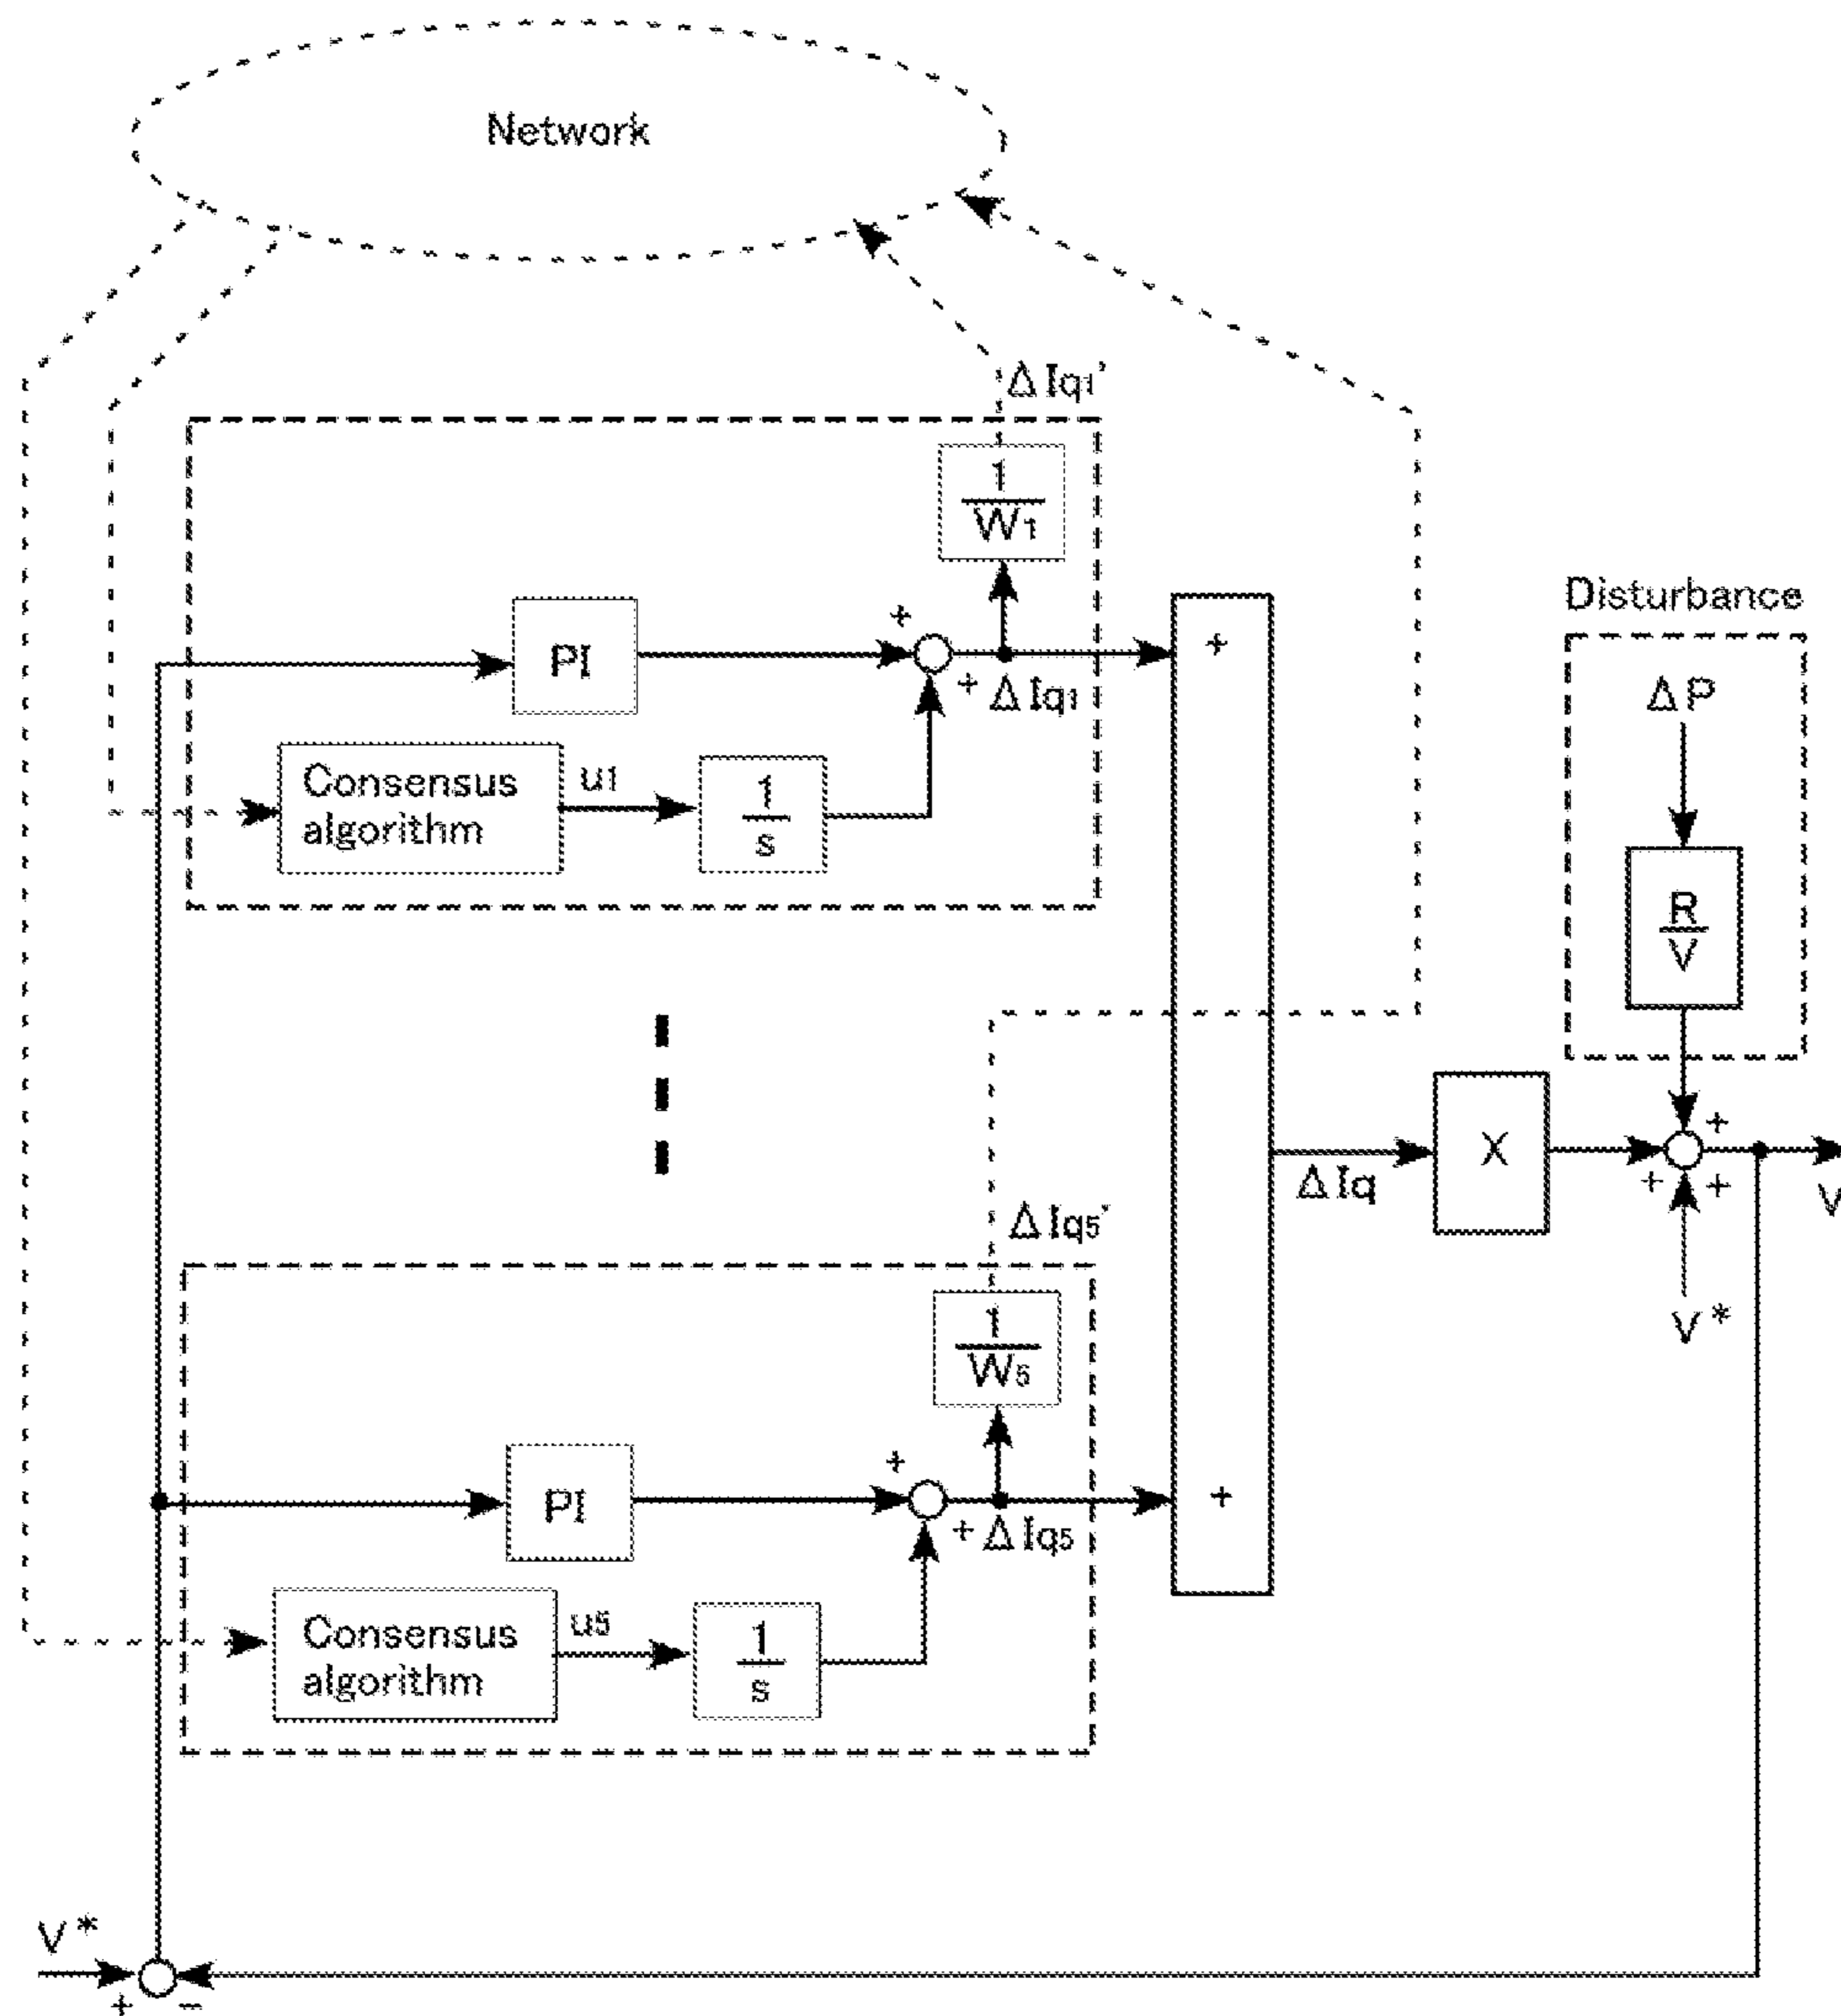 Network
ΔIq1'
1
W1
Disturbance
PI
+
+
ΔIq1
+
ΔP
Consensus
algorithm
u1
1
s
R
V
X
+
+
+
ΔIq
V
V*
ΔIq5'
1
W5
PI
+
+
ΔIq5
+
Consensus
algorithm
u5
1
s
V*
+
−